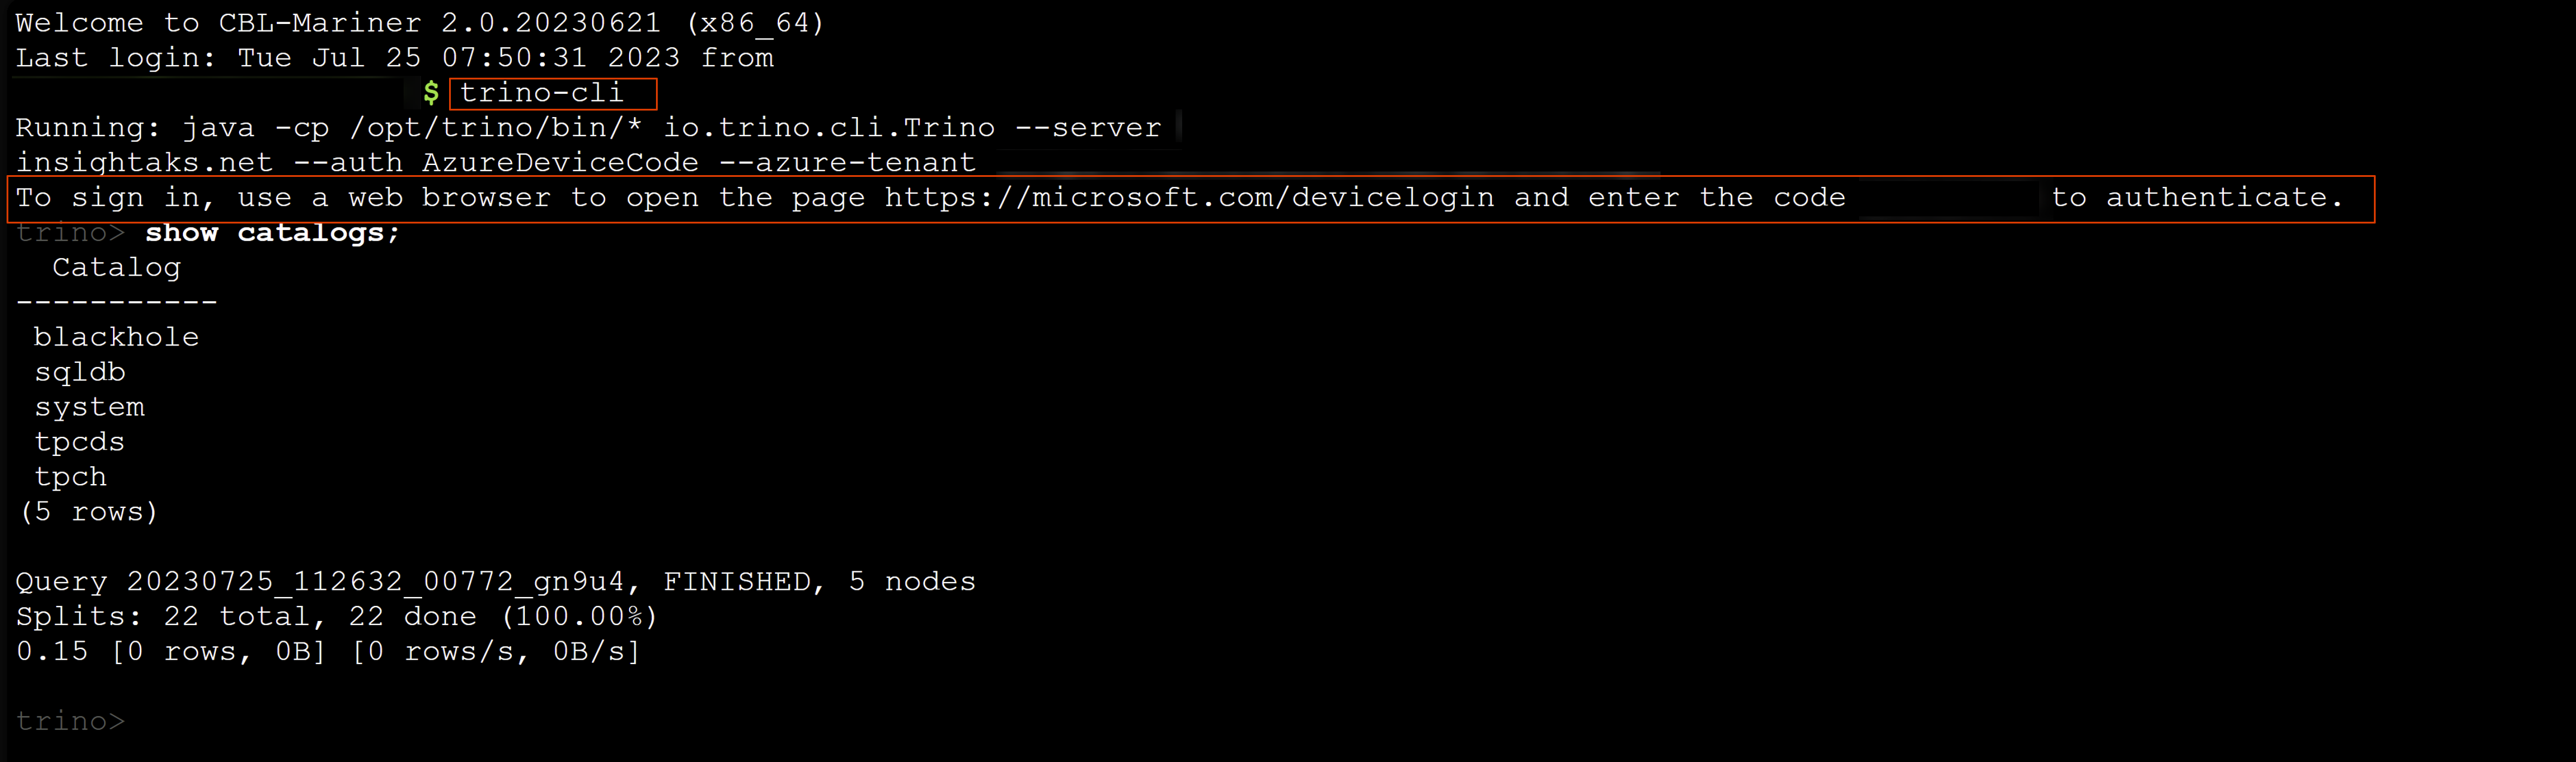 Welcome to CBL-Mariner 2.0.20230621 (x86_64)
Last login: Tue Jul 25 07:50:31 2023 from
$ trino-cli
Running: java -cp /opt/trino/bin/* io.trino.cli.Trino --server
insightaks.net --auth AzureDeviceCode --azure-tenant
To sign in, use a web browser to open the page https://microsoft.com/devicelogin and enter the code to authenticate.
trino> show catalogs;
Catalog
-----------
blackhole
sqldb
system
tpcds
tpch
(5 rows)
Query 20230725_112632_00772_gn9u4, FINISHED, 5 nodes
Splits: 22 total, 22 done (100.00%)
0.15 [0 rows, 0B] [0 rows/s, 0B/s]
trino>